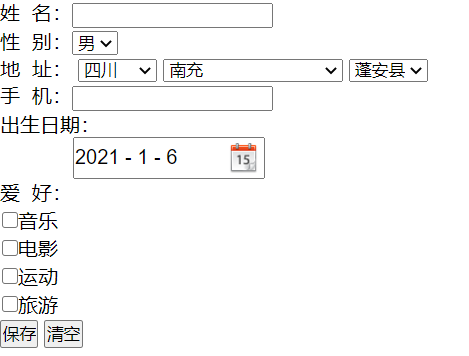 姓 名:
性 别: 男
地 址: 四川 南充 蓬安县
手 机:
出生日期:
2021 - 1 - 6 15
爱 好:
音乐
电影
运动
旅游
保存 清空